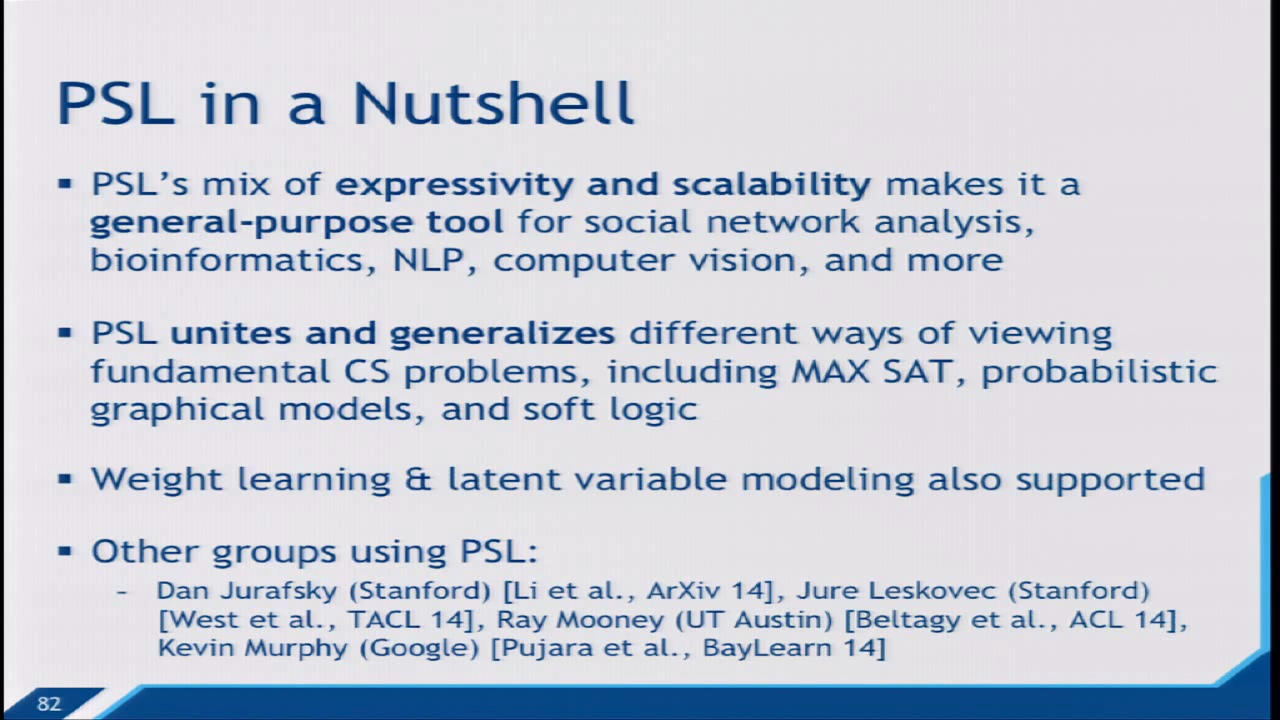 PSL in a Nutshell
▪ PSL’s mix of expressivity and scalability makes it a
general-purpose tool for social network analysis,
bioinformatics, NLP, computer vision, and more
▪ PSL unites and generalizes different ways of viewing
fundamental CS problems, including MAX SAT, probabilistic
graphical models, and soft logic
▪ Weight learning & latent variable modeling also supported
▪ Other groups using PSL:
– Dan Jurafsky (Stanford) [Li et al., ArXiv 14], Jure Leskovec (Stanford)
[West et al., TACL 14], Ray Mooney (UT Austin) [Beltagy et al., ACL 14],
Kevin Murphy (Google) [Pujara et al., BayLearn 14]
82